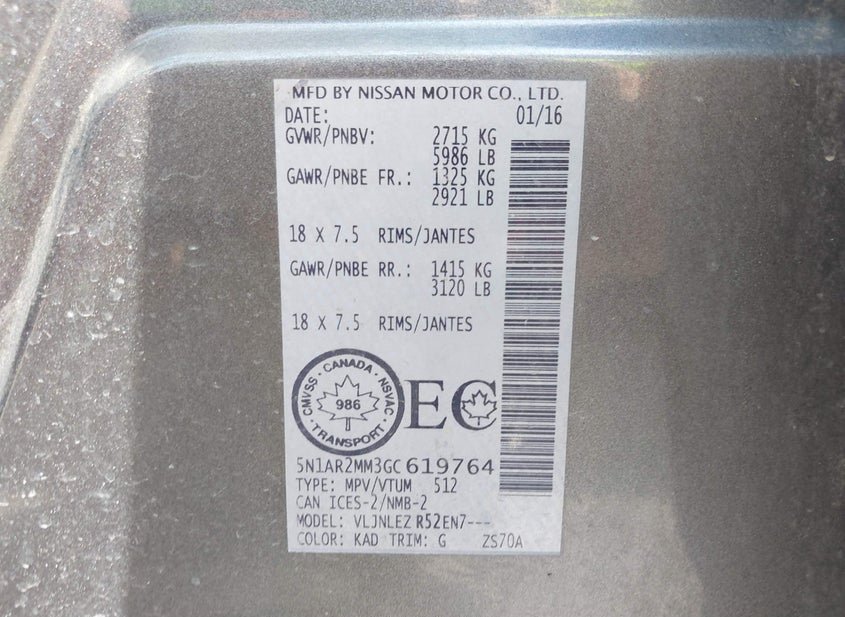 MFD BY NISSAN MOTOR CO., LTD.
DATE: 01/16
GVWR/PNBV: 2715 KG
5986 LB
GAWR/PNBE FR.: 1325 KG
2921 LB
18 X 7.5 RIMS/JANTES
GAWR/PNBE RR.: 1415 KG
3120 LB
18 X 7.5 RIMS/JANTES
CMVSS · CANADA · NSVAC · TRANSPORT ·
986
EC
5N1AR2MM3GC619764
TYPE: MPV/VTUM 512
CAN ICES-2/NMB-2
MODEL: VLJNLEZ R52EN7---
COLOR: KAD TRIM: G ZS70A